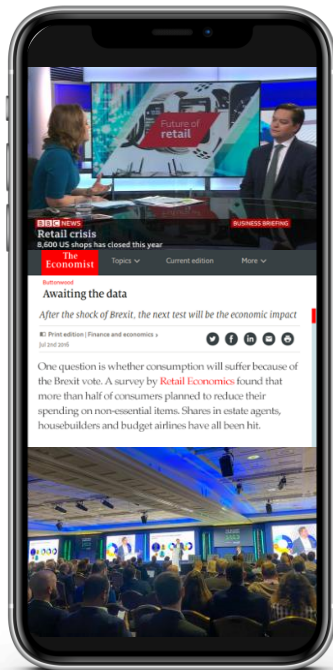 Future of
retail
BBC NEWS
BUSINESS BRIEFING
Retail crisis
8,600 US shops has closed this year
The
Economist
Topics
Current edition
More
Buttonwood
Awaiting the data
After the shock of Brexit, the next test will be the economic impact
Print edition | Finance and economics >
Jul 2nd 2016
One question is whether consumption will suffer because of
the Brexit vote. A survey by Retail Economics found that
more than half of consumers planned to reduce their
spending on non-essential items. Shares in estate agents,
housebuilders and budget airlines have all been hit.